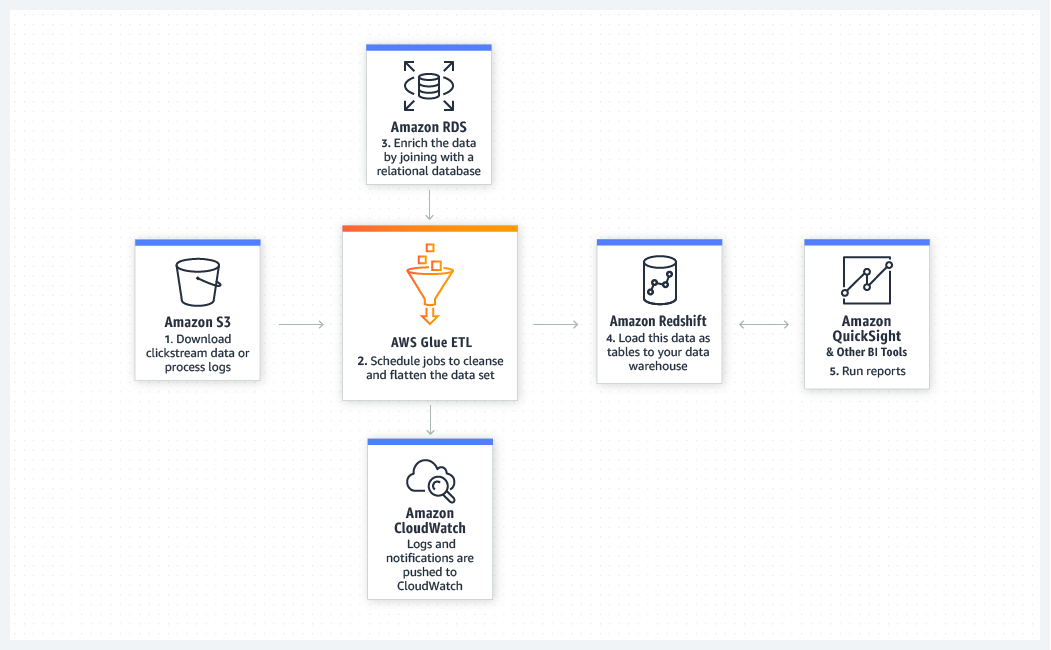 Amazon RDS
3. Enrich the data
by joining with a
relational database
Amazon S3
1. Download
clickstream data or
process logs
AWS Glue ETL
2. Schedule jobs to cleanse
and flatten the data set
Amazon Redshift
4. Load this data as
tables to your data
warehouse
Amazon
QuickSight
& Other BI Tools
5. Run reports
Amazon
CloudWatch
Logs and
notifications are
pushed to
CloudWatch